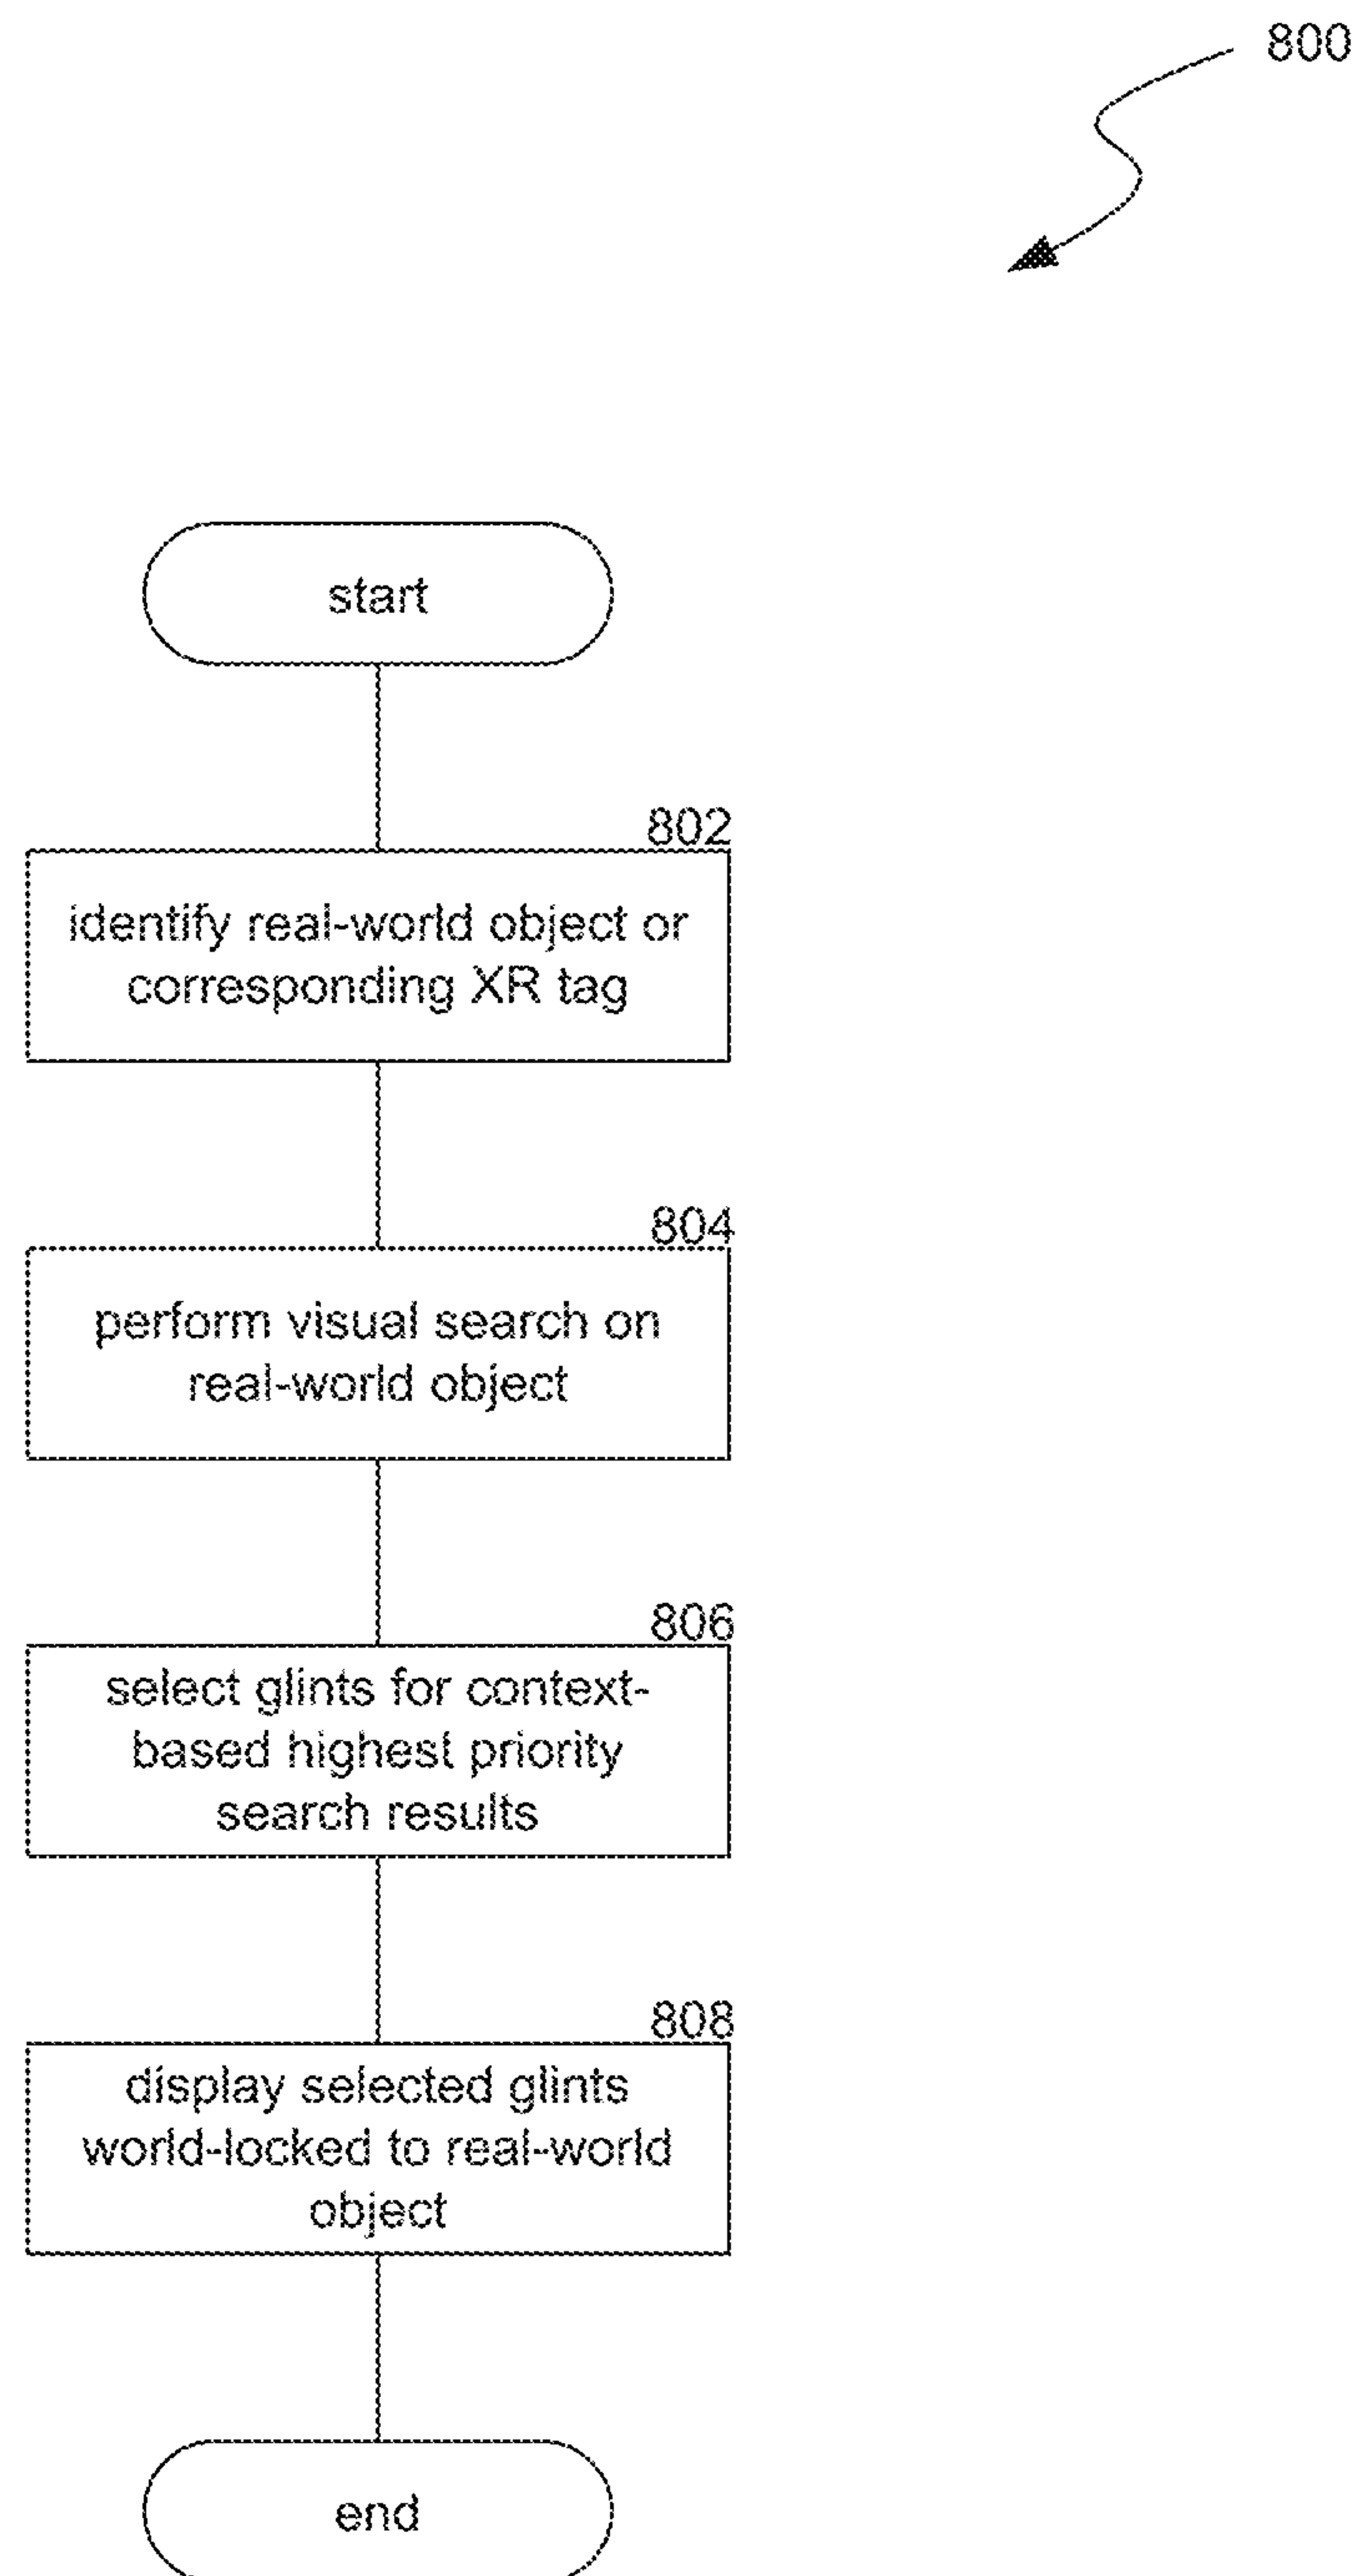 800
start
802
identify real-world object or
corresponding XR tag
804
perform visual search on
real-world object
806
select glints for context-
based highest priority
search results
808
display selected glints
world-locked to real-world
object
end